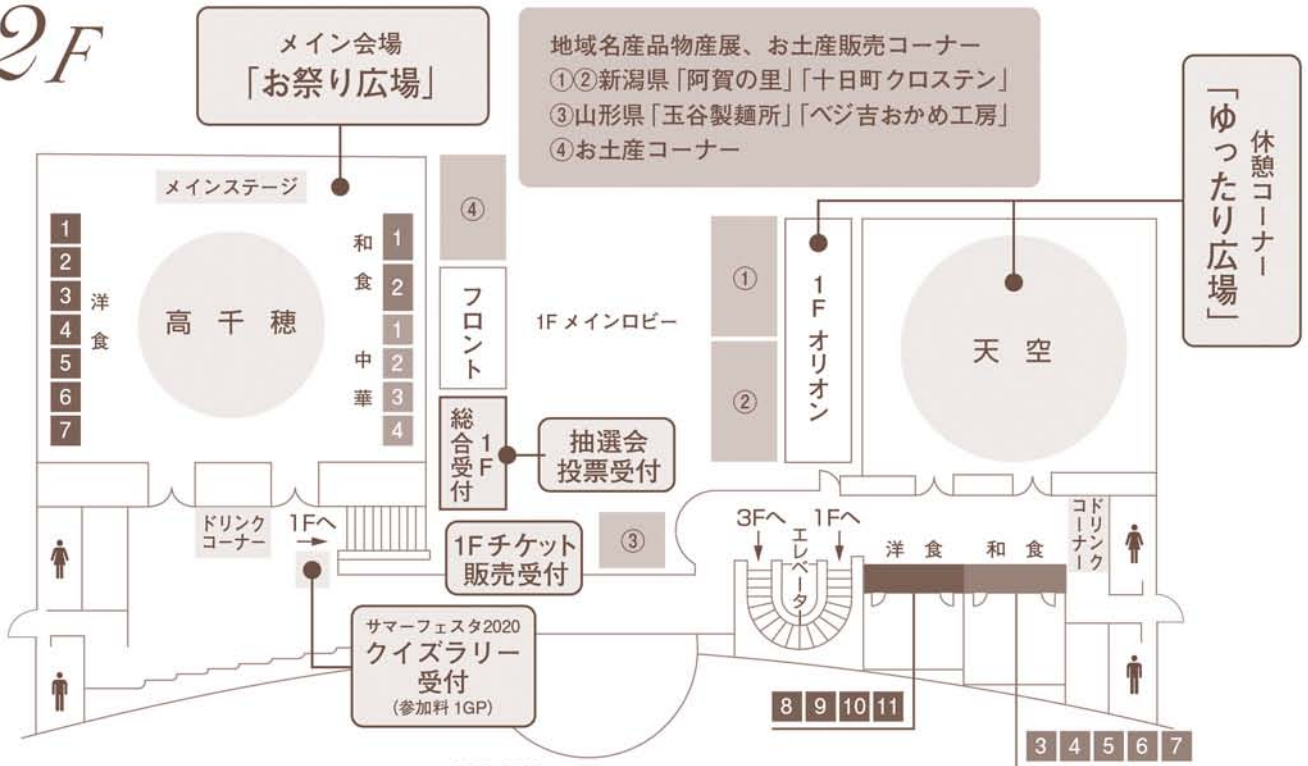 2F
メイン会場
「お祭り広場」
地域名産品物産展、お土産販売コーナー
①②新潟県「阿賀の里」「十日町クロステン」
③山形県「玉谷製麺所」「ベジ吉おかめ工房」
④お土産コーナー
休憩コーナー
「ゆったり広場」
メインステージ
1
2
3
4
5
6
7
洋食
高千穂
和食
1
2
中華
1
2
3
4
④
フロント
1Fメインロビー
①
②
1Fオリオン
天空
1F
総合受付
抽選会
投票受付
ドリンク
コーナー
1Fへ
1Fチケット
販売受付
③
3Fへ
エレベーター
1Fへ
洋食
和食
ドリンク
コーナー
サマーフェスタ2020
クイズラリー
受付
(参加料 1GP)
8 9 10 11
3 4 5 6 7